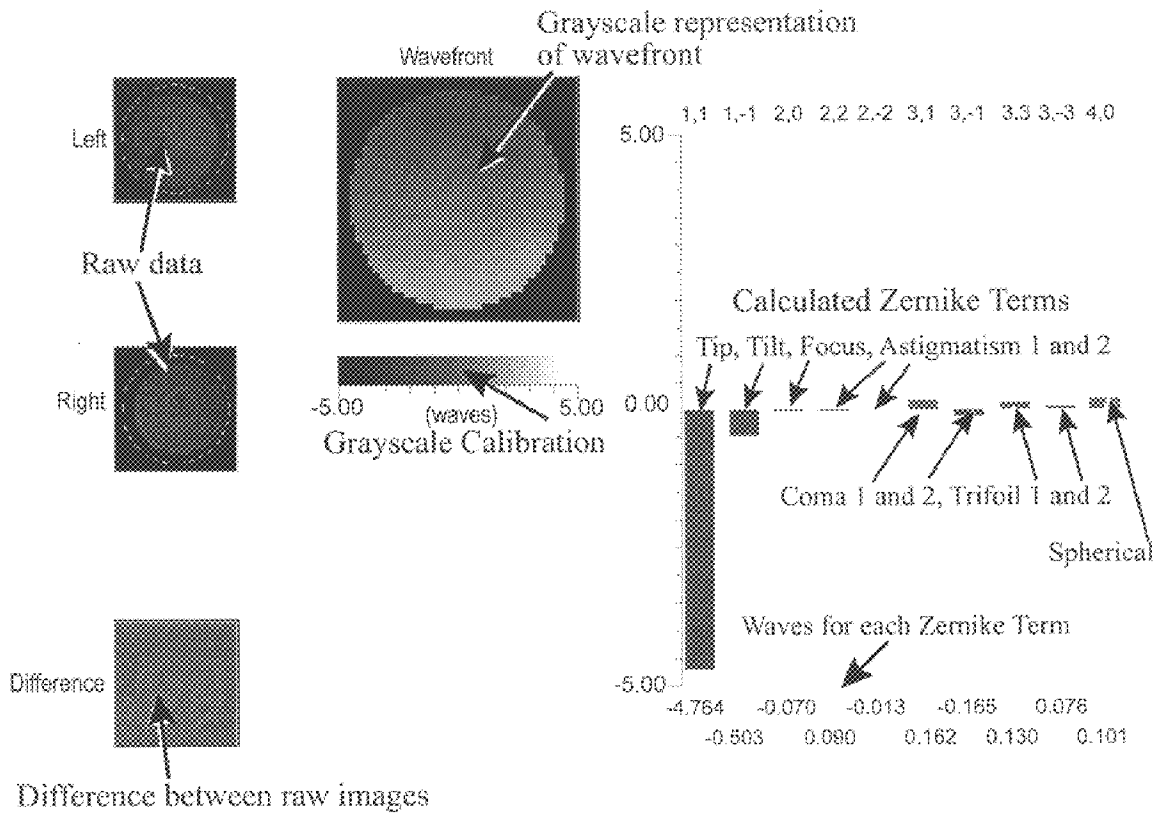 Grayscale representation
of wavefront
Wavefront
Left
Raw data
Right
-5.00
(waves)
5.00
Grayscale Calibration
1,1 1,-1 2,0 2,2 2,-2 3,1 3,-1 3,3 3,-3 4,0
5.00
Calculated Zernike Terms
Tip, Tilt, Focus, Astigmatism 1 and 2
0.00
Coma 1 and 2, Trifoil 1 and 2
Spherical
Waves for each Zernike Term
-5.00
-4.764 -0.070 -0.013 -0.165 0.076
-0.503 0.090 0.162 0.130 0.101
Difference
Difference between raw images